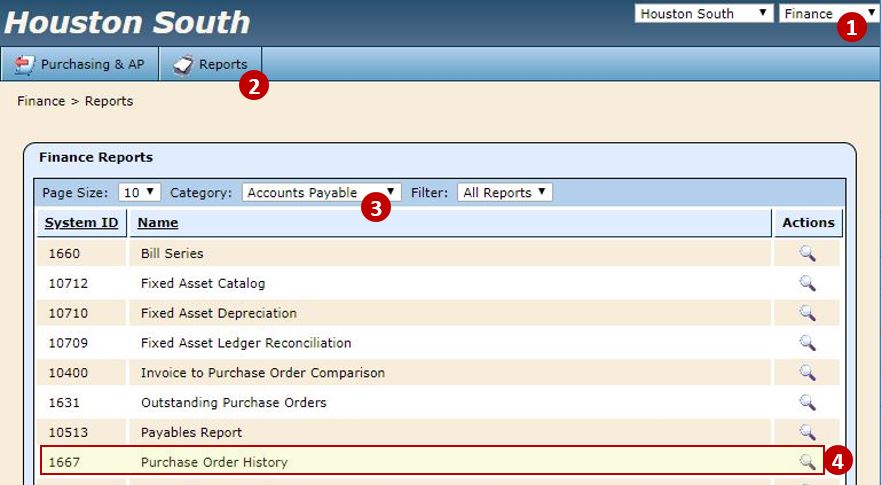 Houston South
Houston South Finance
1
Purchasing & AP Reports
2
Finance > Reports
Finance Reports
Page Size: 10 Category: Accounts Payable Filter: All Reports
3
System ID Name Actions
1660 Bill Series
10712 Fixed Asset Catalog
10710 Fixed Asset Depreciation
10709 Fixed Asset Ledger Reconciliation
10400 Invoice to Purchase Order Comparison
1631 Outstanding Purchase Orders
10513 Payables Report
1667 Purchase Order History 4